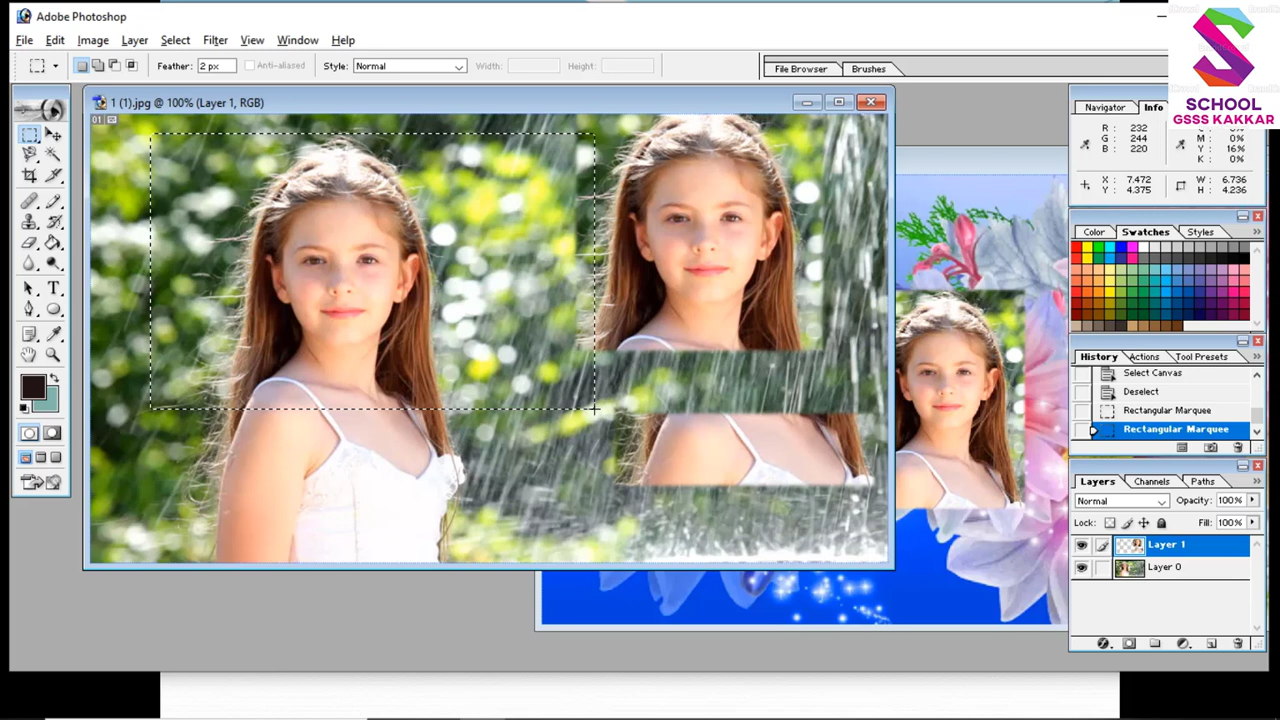 Adobe Photoshop
File Edit Image Layer Select Filter View Window Help
Feather: 2 px Anti-aliased Style: Normal Width: Height: File Browser Brushes
SCHOOL
GSSS KAKKAR
1 (1).jpg @ 100% (Layer 1, RGB)
01
Navigator Info
R : 232
G : 244 M : 0%
B : 220 Y : 16%
K : 0%
X : 7.472 W : 6.736
Y : 4.375 H : 4.236
Color Swatches Styles
History Actions Tool Presets
Select Canvas
Deselect
Rectangular Marquee
Rectangular Marquee
Layers Channels Paths
Normal Opacity: 100%
Lock: Fill: 100%
Layer 1
Layer 0